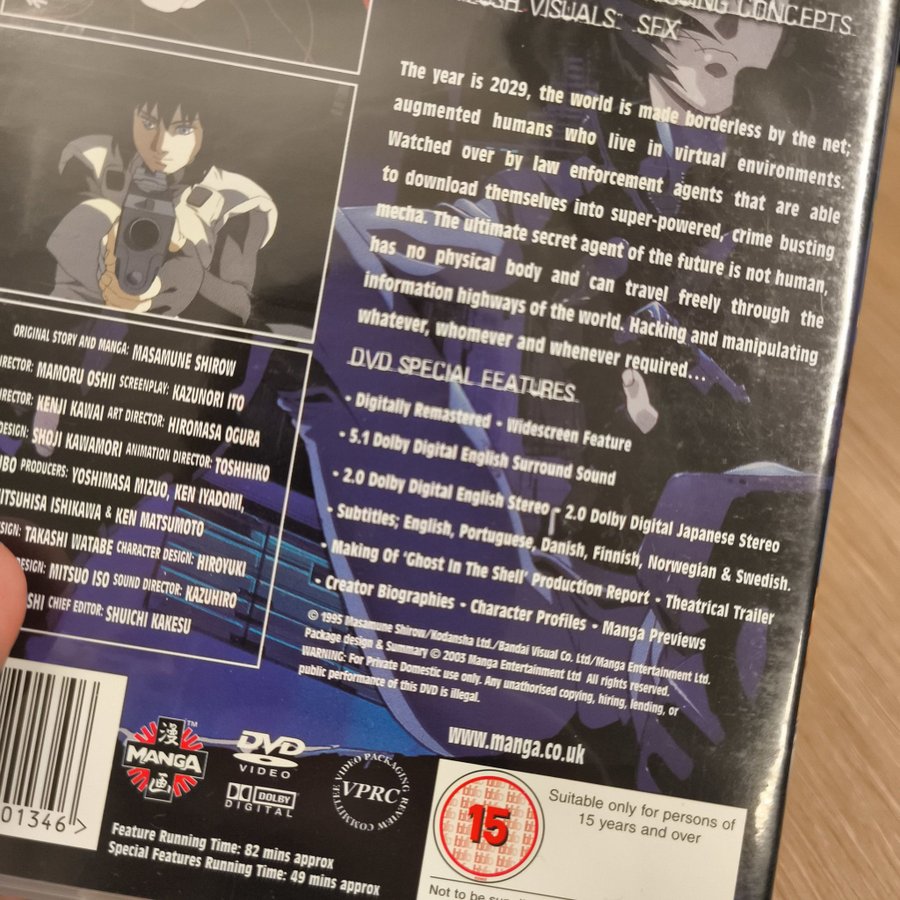 CONCEPTS
VISUALS: SEX
The year is 2029, the world is made borderless by the net;
augmented humans who live in virtual environments.
Watched over by law enforcement agents that are able
to download themselves into super-powered, crime busting
mecha. The ultimate secret agent of the future is not human,
has no physical body and can travel freely through the
information highways of the world. Hacking and manipulating
whatever, whomever and whenever required...
DVD SPECIAL FEATURES
• Digitally Remastered • Widescreen Feature
• 5.1 Dolby Digital English Surround Sound
• 2.0 Dolby Digital English Stereo • 2.0 Dolby Digital Japanese Stereo
• Subtitles; English, Portuguese, Danish, Finnish, Norwegian & Swedish.
• Making Of 'Ghost In The Shell' Production Report • Theatrical Trailer
• Creator Biographies • Character Profiles • Manga Previews
© 1995 Masamune Shirow/Kodansha Ltd./Bandai Visual Co. Ltd/Manga Entertainment Ltd.
Package design & Summary © 2003 Manga Entertainment Ltd All rights reserved.
WARNING: For Private Domestic use only. Any unauthorised copying, hiring, lending, or
public performance of this DVD is illegal.
www.manga.co.uk
ORIGINAL STORY AND MANGA: MASAMUNE SHIROW
MAMORU OSHII SCREENPLAY: KAZUNORI ITO
KENJI KAWAI ART DIRECTOR: HIROMASA OGURA
SHOJI KAWAMORI ANIMATION DIRECTOR: TOSHIHIKO
PRODUCERS: YOSHIMASA MIZUO, KEN IYADOMI,
ITSUHISA ISHIKAWA & KEN MATSUMOTO
TAKASHI WATABE CHARACTER DESIGN: HIROYUKI
MITSUO ISO SOUND DIRECTOR: KAZUHIRO
CHIEF EDITOR: SHUICHI KAKESU
01346
漫
MANGA
画
TM
DVD
VIDEO
DOLBY
DIGITAL
VIDEO PACKAGING REVIEW COMMITTEE
VPRC
Feature Running Time: 82 mins approx
Special Features Running Time: 49 mins approx
15
Suitable only for persons of
15 years and over
Not to be